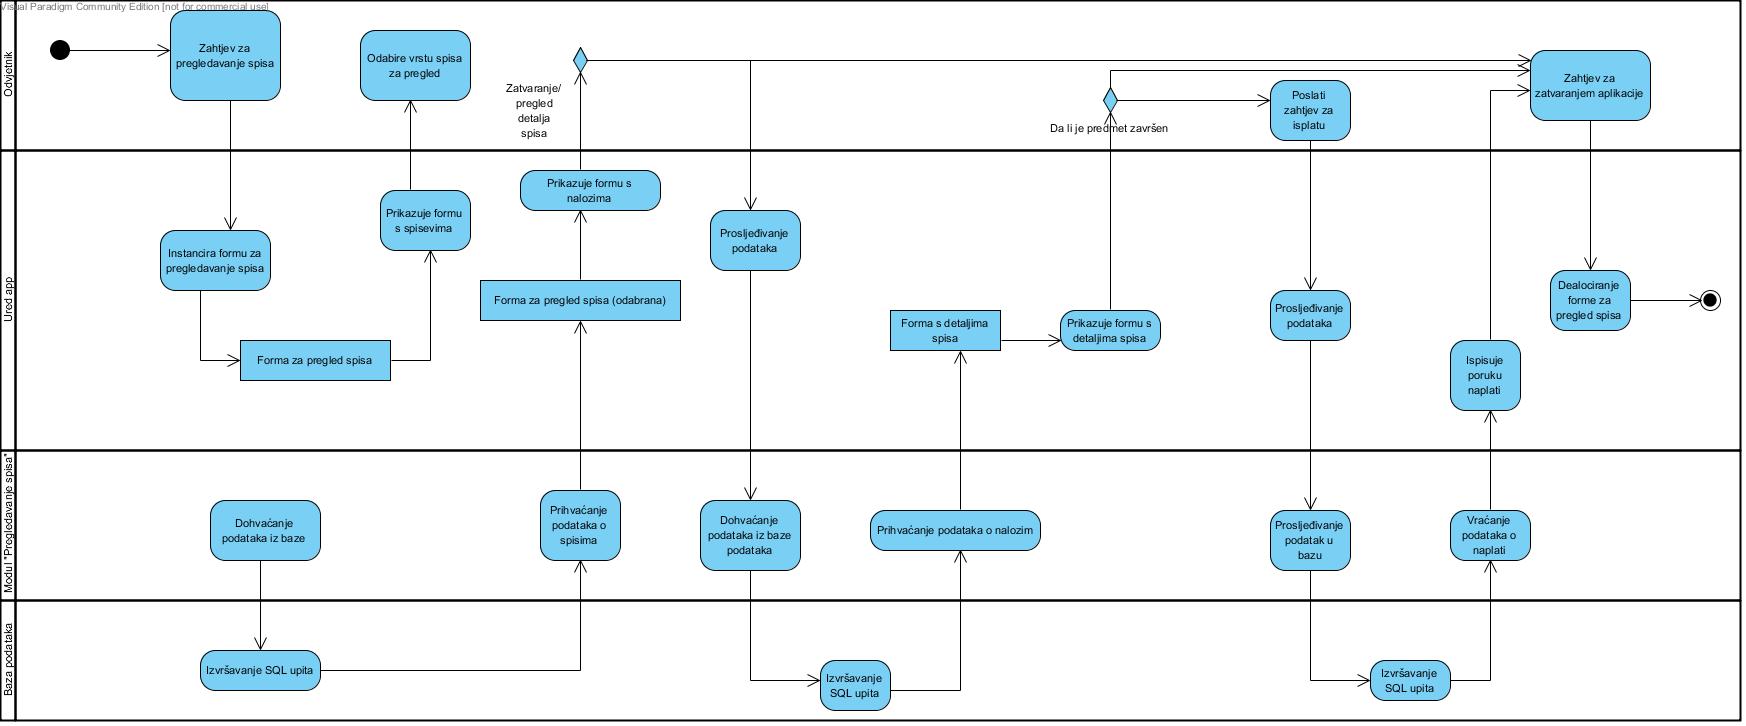 Visual Paradigm Community Edition [not for commercial use]
Odvjetnik
Zahtjev za
pregledavanje spisa
Odabire vrstu spisa
za pregled
Zatvaranje/
pregled
detalja
spisa
Da li je predmet završen
Poslati
zahtjev za
isplatu
Zahtjev za
zatvaranjem aplikacije
Ured app
Instancira formu za
pregledavanje spisa
Forma za pregled spisa
Prikazuje formu
s spisevima
Prikazuje formu s
nalozima
Forma za pregled spisa (odabrana)
Prosljeđivanje
podataka
Forma s detaljima
spisa
Prikazuje formu s
detaljima spisa
Prosljeđivanje
podataka
Ispisuje
poruku
naplati
Dealociranje
forme za
pregled spisa
Modul "Pregledavanje spisa"
Dohvaćanje
podataka iz baze
Prihvaćanje
podataka o
spisima
Dohvaćanje
podataka iz baze
podataka
Prihvaćanje podataka o nalozim
Prosljeđivanje
podatak u
bazu
Vraćanje
podataka o
naplati
Baza podataka
Izvršavanje SQL upita
Izvršavanje
SQL upita
Izvršavanje
SQL upita